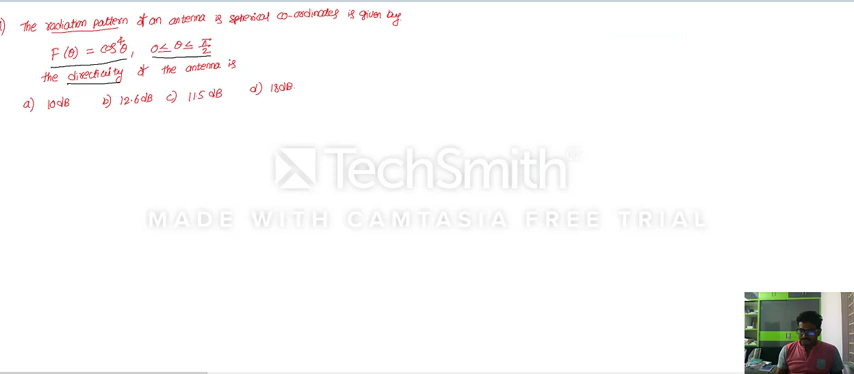 1) The radiation pattern of an antenna is spherical co-ordinates is given by
F(θ) = cos⁴θ, 0 ≤ θ ≤ π/2
the directivity of the antenna is
a) 10dB b) 12.6dB c) 11.5 dB d) 18dB.
TechSmith®
MADE WITH CAMTASIA FREE TRIAL